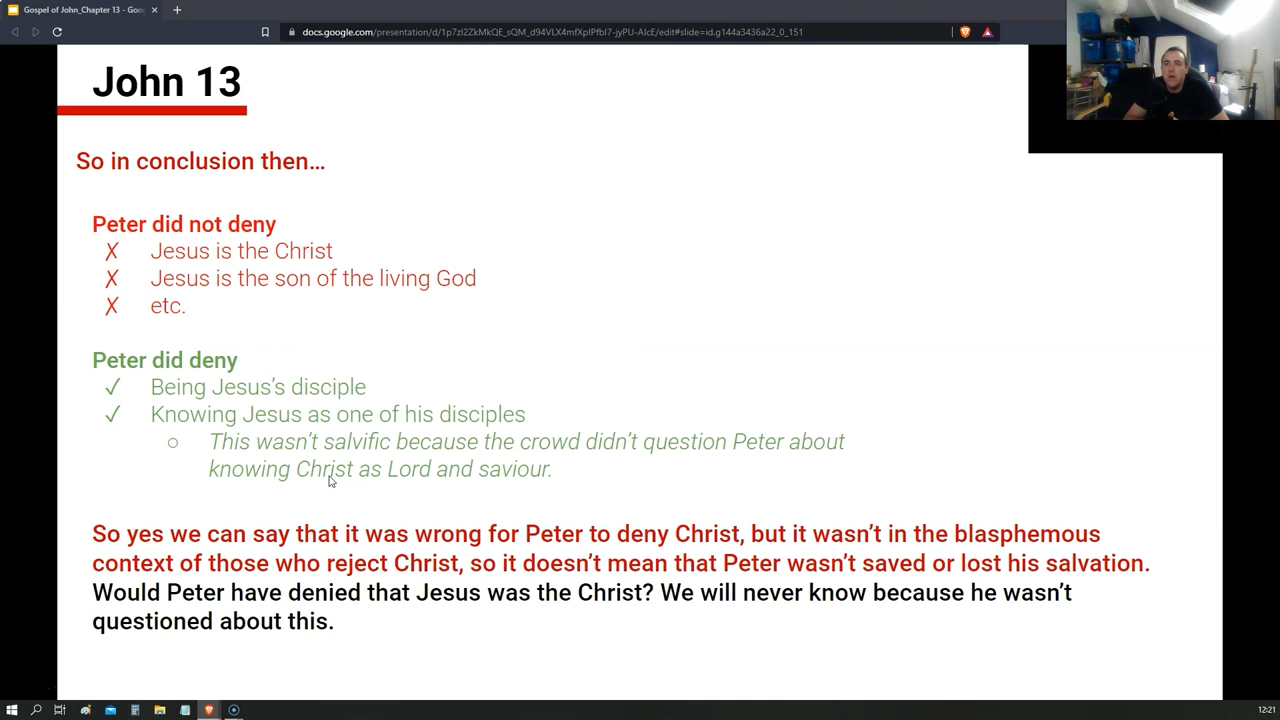 Gospel of John_Chapter 13 - Goo
docs.google.com/presentation/d/1p7zl2ZkMkQE_sQM_d94VLX4mfXplPfbI7-jyPU-AlcE/edit#slide=id.g144a3436a22_0_151
John 13
So in conclusion then…
Peter did not deny
✗ Jesus is the Christ
✗ Jesus is the son of the living God
✗ etc.
Peter did deny
✓ Being Jesus's disciple
✓ Knowing Jesus as one of his disciples
○ This wasn't salvific because the crowd didn't question Peter about
knowing Christ as Lord and saviour.
So yes we can say that it was wrong for Peter to deny Christ, but it wasn't in the blasphemous
context of those who reject Christ, so it doesn't mean that Peter wasn't saved or lost his salvation.
Would Peter have denied that Jesus was the Christ? We will never know because he wasn't
questioned about this.
12:21